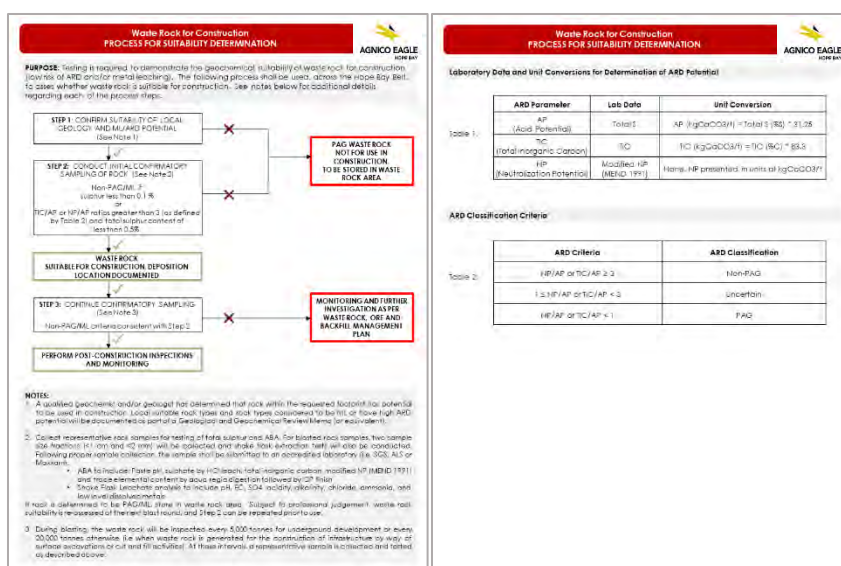 Waste Rock for Construction
PROCESS FOR SUITABILITY DETERMINATION
AGNICO EAGLE
HOPE BAY
PURPOSE: Testing is required to demonstrate the geochemical suitability of waste rock for construction
(low risk of ARD and/or metal leaching). The following process shall be used, across the Hope Bay Belt,
to asses whether waste rock is suitable for construction. See notes below for additional details
regarding each of the process steps.
STEP 1: CONFIRM SUITABILITY OF LOCAL
GEOLOGY AND ML/ARD POTENTIAL
(See Note 1)
STEP 2: CONDUCT INITIAL CONFIRMATORY
SAMPLING OF ROCK (See Note 2)
Non-PAG/ML if:
sulphur less than 0.1 %
or
TIC/AP or NP/AP ratios greater than 3 (as defined
by Table 2) and total sulphur content of
less than 0.5%
PAG WASTE ROCK
NOT FOR USE IN
CONSTRUCTION.
TO BE STORED IN WASTE
ROCK AREA
WASTE ROCK
SUITABLE FOR CONSTRUCTION, DEPOSITION
LOCATION DOCUMENTED
STEP 3: CONTINUE CONFIRMATORY SAMPLING
(See Note 3)
Non-PAG/ML criteria consistent with Step 2
MONITORING AND FURTHER
INVESTIGATION AS PER
WASTE ROCK, ORE AND
BACKFILL MANAGEMENT
PLAN
PERFORM POST-CONSTRUCTION INSPECTIONS
AND MONITORING
NOTES:
1. A qualified geochemist and/or geologist has determined that rock within the requested footprint has potential
to be used in construction. Local suitable rock types and rock types considered to be ML or have high ARD
potential will be documented as part of a Geological and Geochemical Review Memo (or equivalent).
2. Collect representative rock samples for testing of total sulphur and ABA. For blasted rock samples, two sample
size fractions (<1 cm and <2 mm) will be collected and shake flask extraction test will also be conducted.
Following proper sample collection, the sample shall be submitted to an accredited laboratory (i.e. SGS, ALS or
Maxxam).
• ABA to include: Paste pH, sulphate by HCl leach, total inorganic carbon, modified NP (MEND 1991)
and trace elemental content by aqua regia digestion followed by ICP finish
• Shake Flask Leachate analysis to include pH, EC, SO4, acidity, alkalinity, chloride, ammonia, and
low level dissolved metals
If rock is determined to be PAG/ML store in waste rock area. Subject to professional judgement, waste rock
suitability is re-assessed at the next blast round, and Step 2 can be repeated prior to use.
3. During blasting, the waste rock will be inspected every 5,000 tonnes for underground development or every
20,000 tonnes otherwise (i.e when waste rock is generated for the construction of infrastructure by way of
surface excavations or cut and fill activities). At these intervals, a representative sample is collected and tested
as described above.
Waste Rock for Construction
PROCESS FOR SUITABILITY DETERMINATION
AGNICO EAGLE
HOPE BAY
Laboratory Data and Unit Conversions for Determination of ARD Potential
Table 1.
ARD Parameter Lab Data Unit Conversion
AP
(Acid Potential) Total S AP (kgCaCO3/t) = Total S (%S) * 31.25
TIC
(Total Inorganic Carbon) TIC TIC (kgCaCO3/t) = TIC (%C) * 83.3
NP
(Neutralization Potential) Modified NP
(MEND 1991) None. NP presented in units of kgCaCO3/t
ARD Classification Criteria
Table 2.
ARD Criteria ARD Classification
NP/AP or TIC/AP ≥ 3 Non-PAG
1 ≤ NP/AP or TIC/AP < 3 Uncertain
NP/AP or TIC/AP < 1 PAG